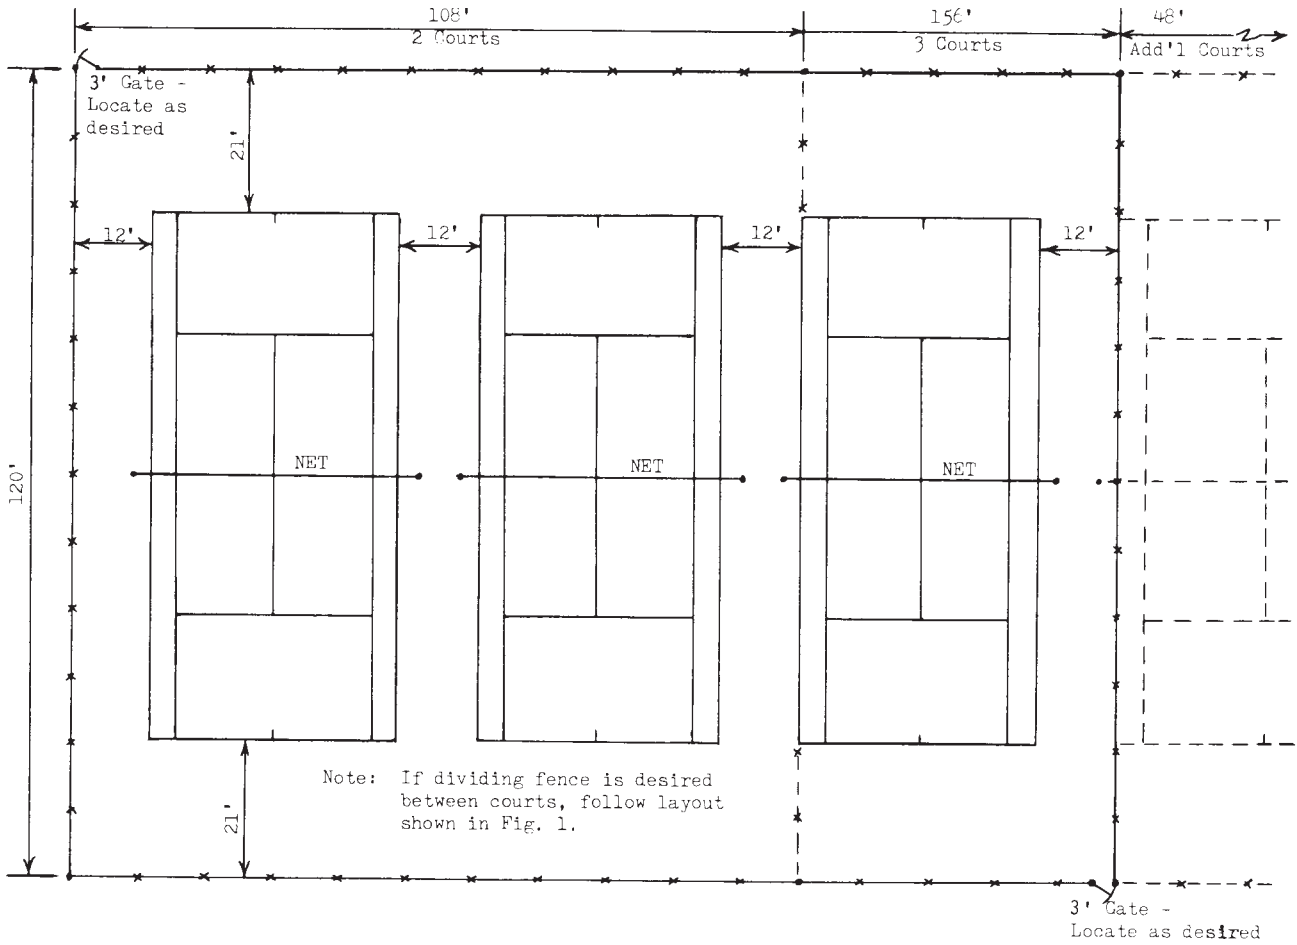 108'
2 Courts
156'
3 Courts
48'
Add'l Courts
3' Gate -
Locate as
desired
21'
12'
12'
12'
12'
120'
NET
NET
NET
21'
Note: If dividing fence is desired
between courts, follow layout
shown in Fig. 1.
3' Gate -
Locate as desired